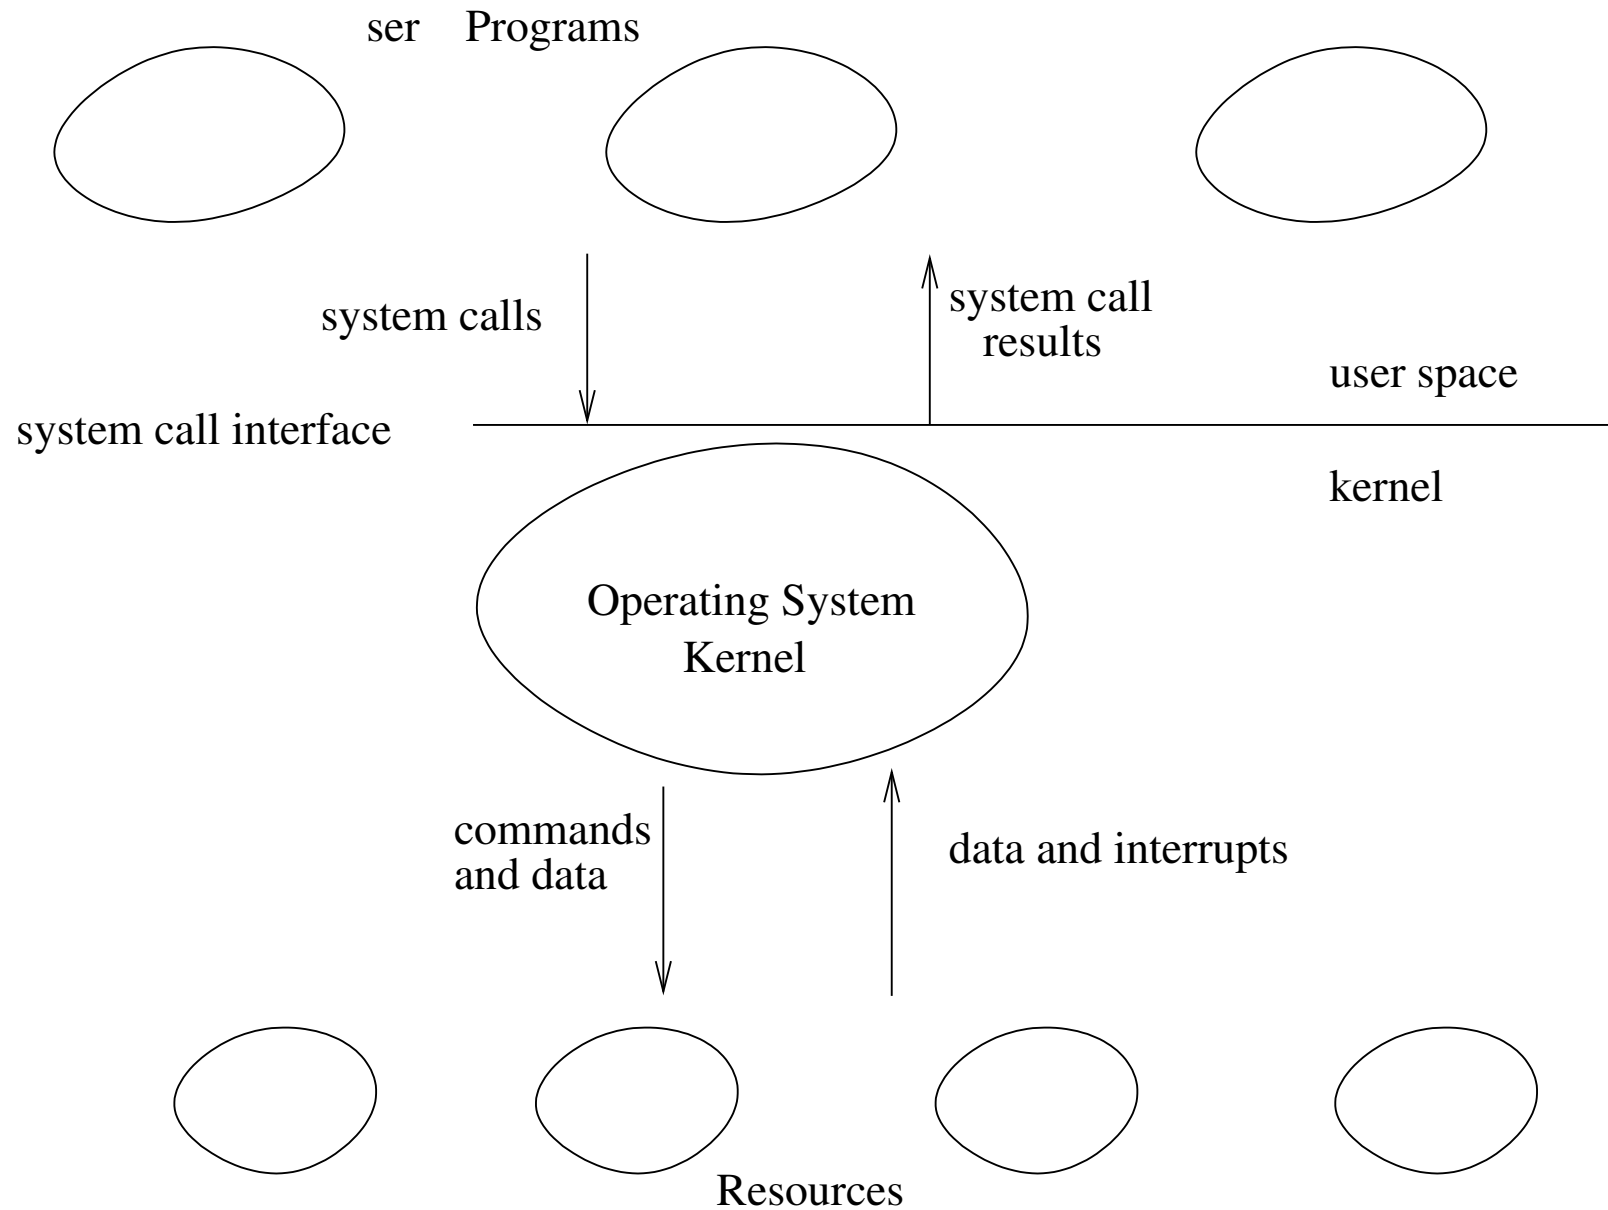 ser Programs
system calls
system call
results
user space
system call interface
kernel
Operating System
Kernel
commands
and data
data and interrupts
Resources